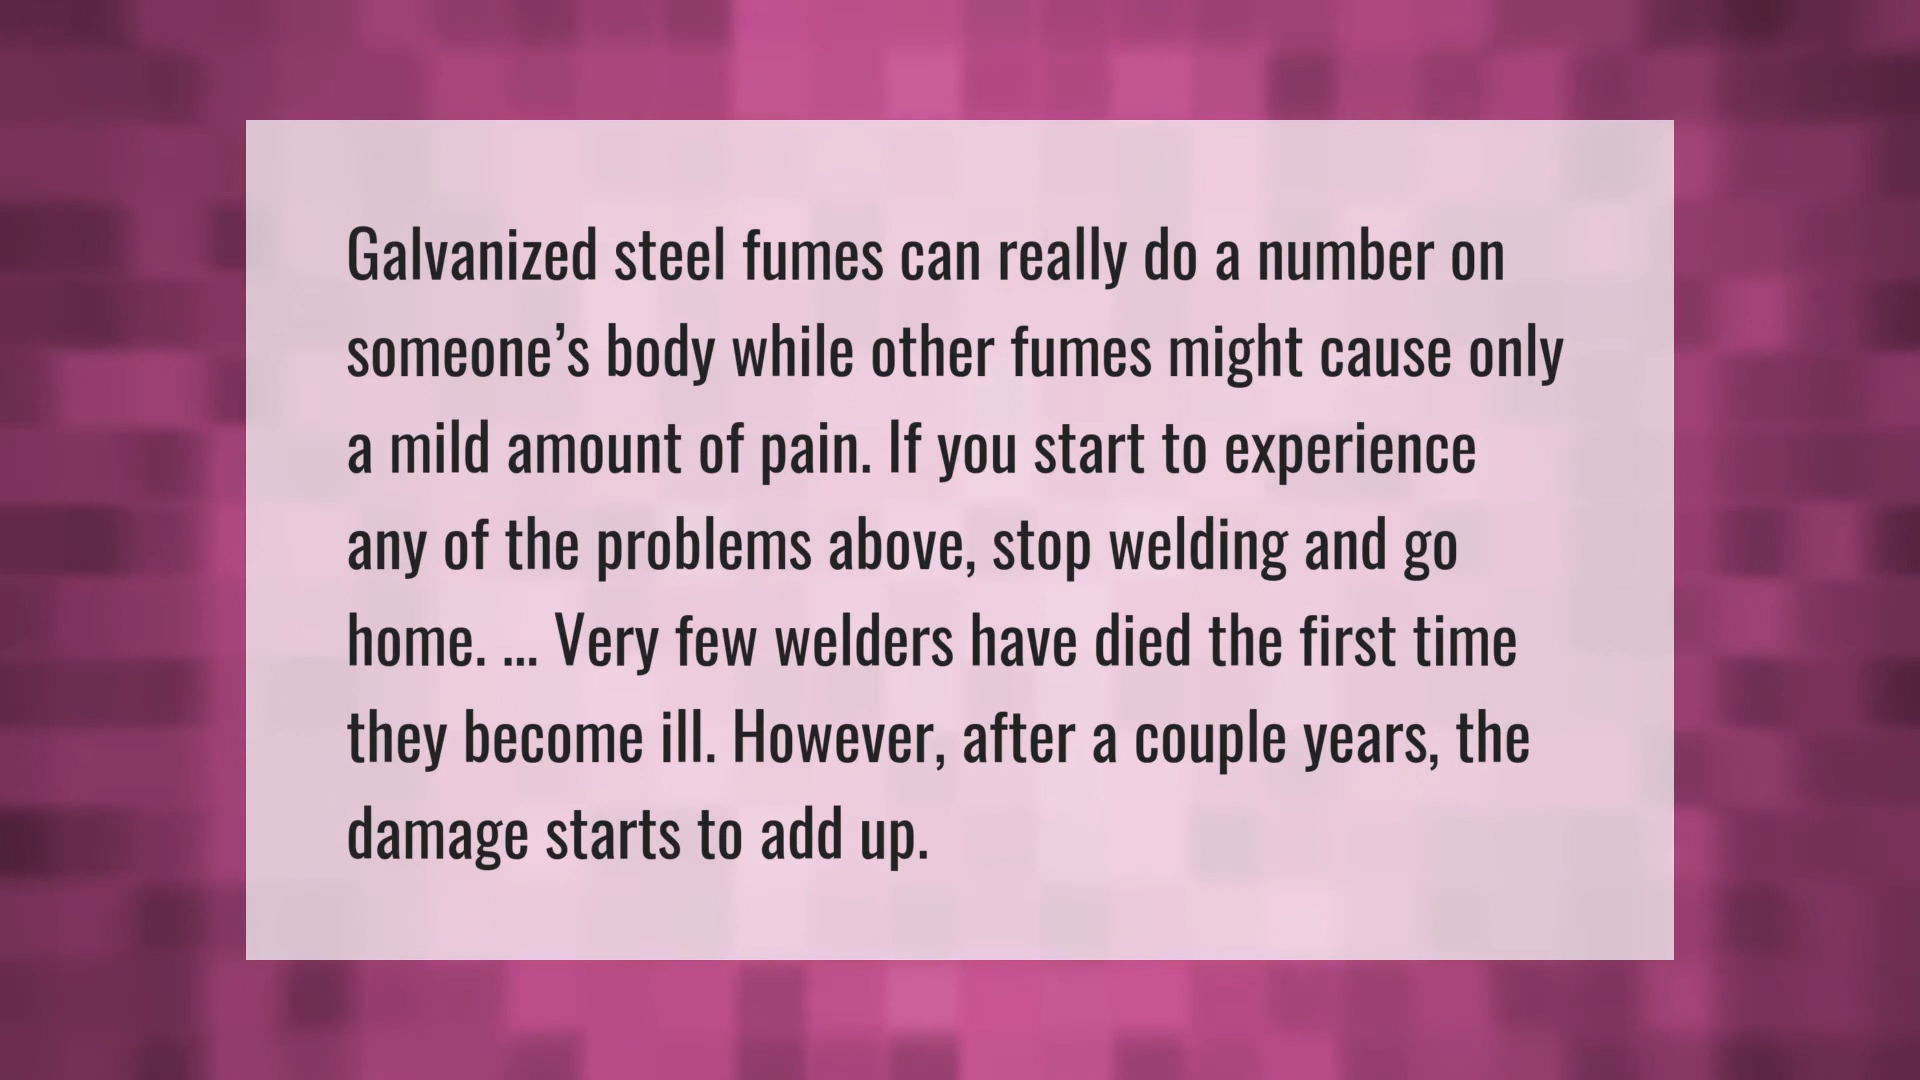 Galvanized steel fumes can really do a number on
someone’s body while other fumes might cause only
a mild amount of pain. If you start to experience
any of the problems above, stop welding and go
home. ... Very few welders have died the first time
they become ill. However, after a couple years, the
damage starts to add up.